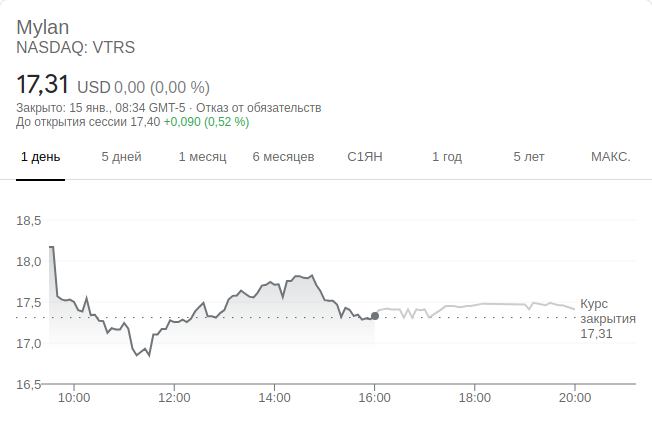 Mylan
NASDAQ: VTRS
17,31 USD 0,00 (0,00 %)
Закрыто: 15 янв., 08:34 GMT-5 · Отказ от обязательств
До открытия сессии 17,40 +0,090 (0,52 %)
1 день 5 дней 1 месяц 6 месяцев С1ЯН 1 год 5 лет МАКС.
18,5
18,0
17,5
17,0
16,5
Курс
закрытия
17,31
10:00 12:00 14:00 16:00 18:00 20:00